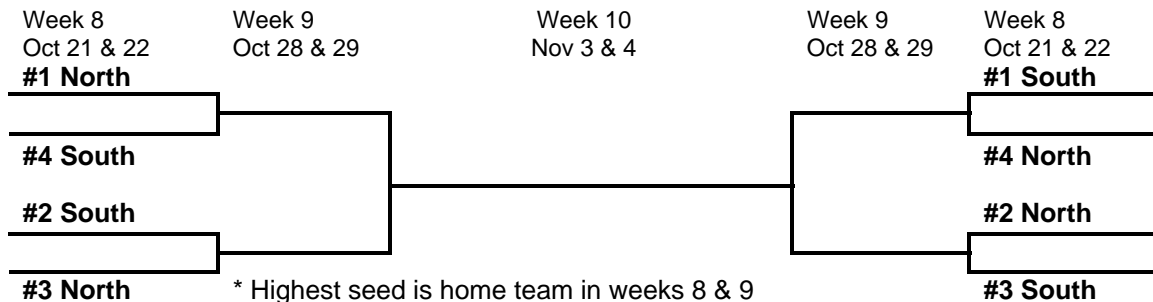 Week 8 Week 9 Week 10 Week 9 Week 8
Oct 21 & 22 Oct 28 & 29 Nov 3 & 4 Oct 28 & 29 Oct 21 & 22
#1 North #1 South
#4 South #4 North
#2 South #2 North
#3 North * Highest seed is home team in weeks 8 & 9 #3 South